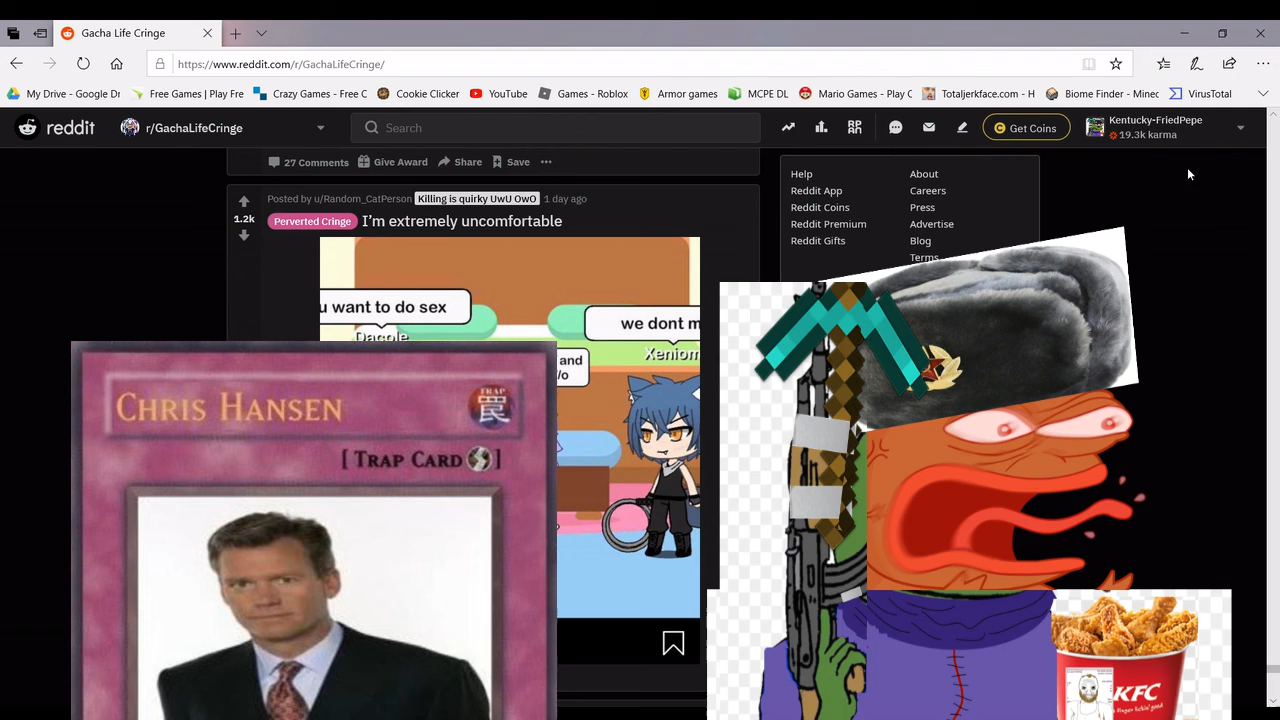 Gacha Life Cringe
https://www.reddit.com/r/GachaLifeCringe/
My Drive - Google Dr
Free Games | Play Fre
Crazy Games - Free C
Cookie Clicker
YouTube
Games - Roblox
Armor games
MCPE DL
Mario Games - Play C
Totaljerkface.com - H
Biome Finder - Minec
VirusTotal
reddit
r/GachaLifeCringe
Search
Get Coins
Kentucky-FriedPepe
19.3k karma
27 Comments
Give Award
Share
Save
Help
About
Reddit App
Careers
Reddit Coins
Press
Reddit Premium
Advertise
Reddit Gifts
Blog
Terms
Posted by u/Random_CatPerson Killing is quirky UwU OwO 1 day ago
1.2k
Perverted Cringe I'm extremely uncomfortable
u want to do sex
we dont m
Dacole
Xeniom
and
/o
CHRIS HANSEN
TRAP
罠
[ TRAP CARD ]
KFC